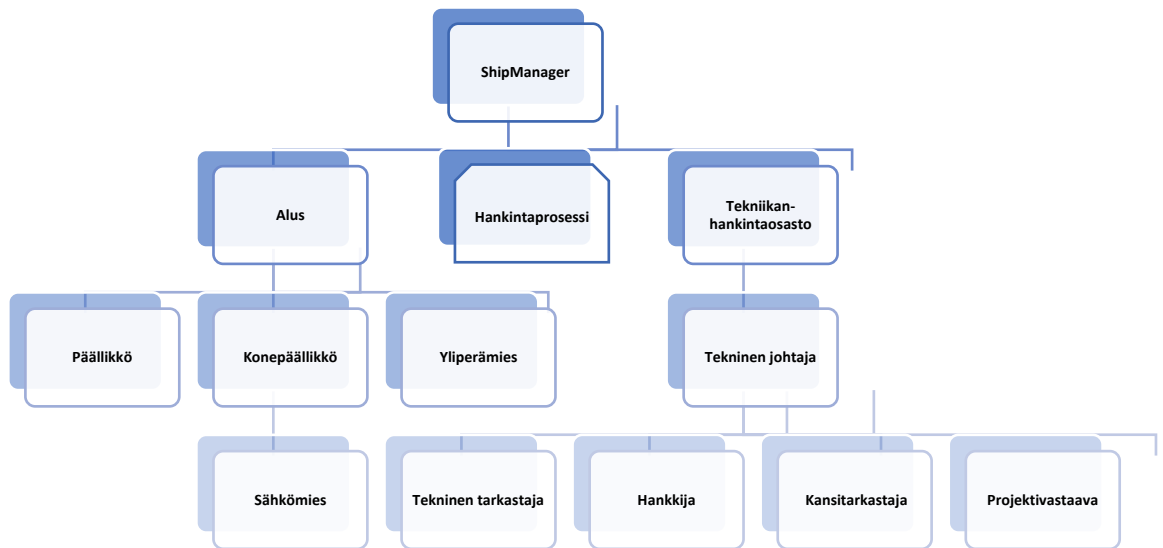 ShipManager
Alus
Hankintaprosessi
Tekniikan-
hankintaosasto
Päällikkö
Konepäällikkö
Yliperämies
Tekninen johtaja
Sähkömies
Tekninen tarkastaja
Hankkija
Kansitarkastaja
Projektivastaava